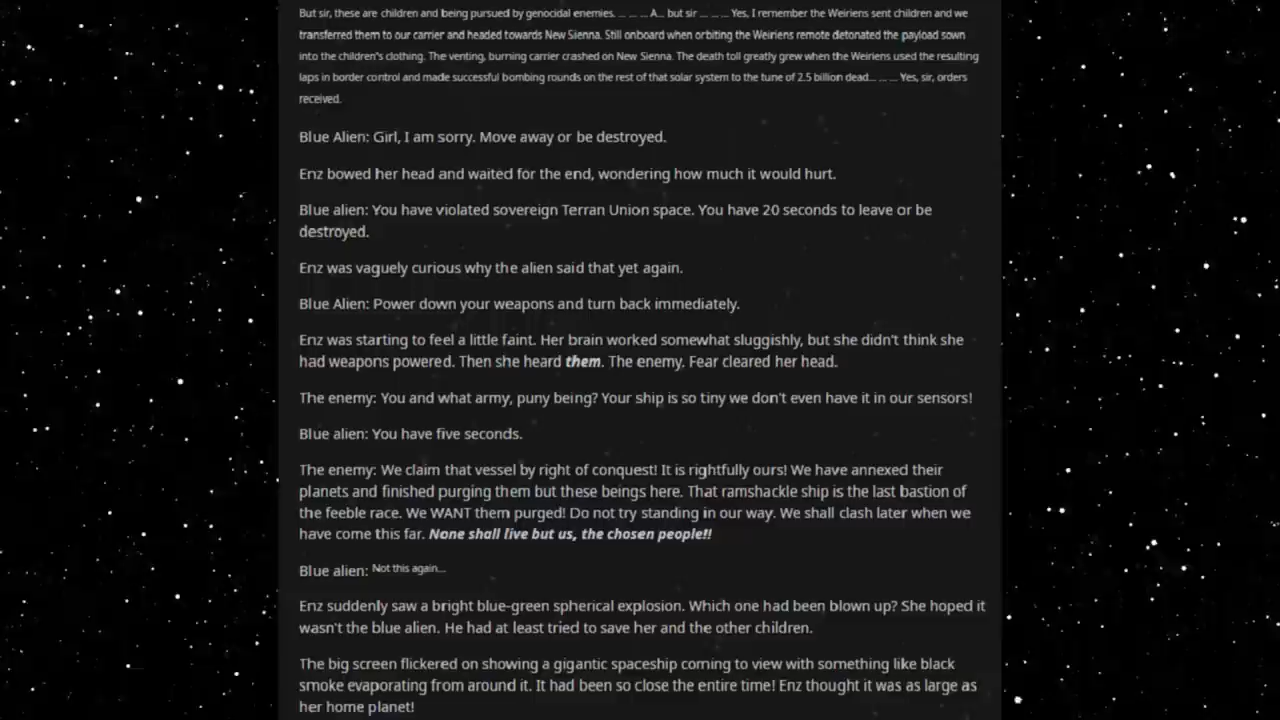 But sir, these are children and being pursued by genocidal enemies. ... ... ... A... but sir ... ... ... Yes, I remember the Weiriens sent children and we
transferred them to our carrier and headed towards New Sienna. Still onboard when orbiting the Weiriens remote detonated the payload sown
into the children's clothing. The venting, burning carrier crashed on New Sienna. The death toll greatly grew when the Weiriens used the resulting
laps in border control and made successful bombing rounds on the rest of that solar system to the tune of 2.5 billion dead... ... ... Yes, sir, orders
received.
Blue Alien: Girl, I am sorry. Move away or be destroyed.
Enz bowed her head and waited for the end, wondering how much it would hurt.
Blue alien: You have violated sovereign Terran Union space. You have 20 seconds to leave or be
destroyed.
Enz was vaguely curious why the alien said that yet again.
Blue Alien: Power down your weapons and turn back immediately.
Enz was starting to feel a little faint. Her brain worked somewhat sluggishly, but she didn't think she
had weapons powered. Then she heard them. The enemy. Fear cleared her head.
The enemy: You and what army, puny being? Your ship is so tiny we don't even have it in our sensors!
Blue alien: You have five seconds.
The enemy: We claim that vessel by right of conquest! It is rightfully ours! We have annexed their
planets and finished purging them but these beings here. That ramshackle ship is the last bastion of
the feeble race. We WANT them purged! Do not try standing in our way. We shall clash later when we
have come this far. None shall live but us, the chosen people!!
Blue alien: Not this again...
Enz suddenly saw a bright blue-green spherical explosion. Which one had been blown up? She hoped it
wasn't the blue alien. He had at least tried to save her and the other children.
The big screen flickered on showing a gigantic spaceship coming to view with something like black
smoke evaporating from around it. It had been so close the entire time! Enz thought it was as large as
her home planet!